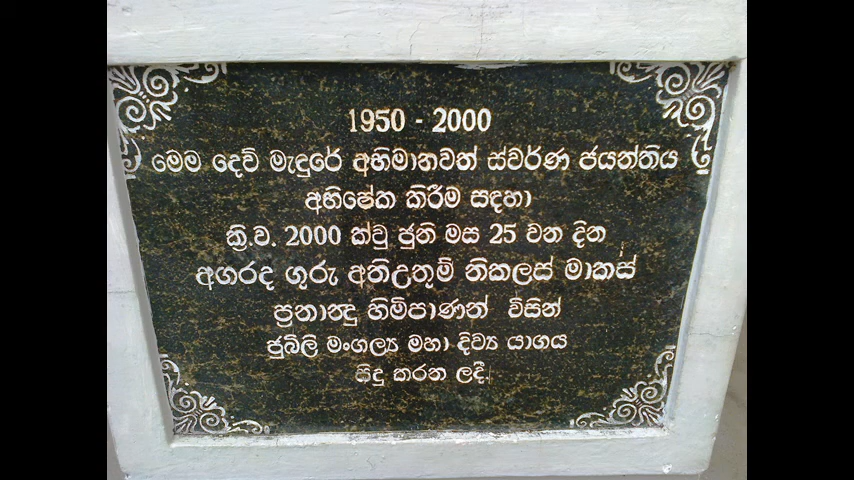 1950 - 2000
මෙම දෙව් මැදුරේ අභිමානවත් ස්වර්ණ ජයන්තිය
අභිෂේක කිරීම සඳහා
ක්‍රි.ව. 2000 ක්වු ජුනි මස 25 වන දින
අගරද ගුරු අතිඋතුම් නිකලස් මාකස්
ප්‍රනාන්‍දු හිමිපාණන් විසින්
ජුබිලි මංගල්‍ය මහා දිව්‍ය යාගය
සිදු කරන ලදී.